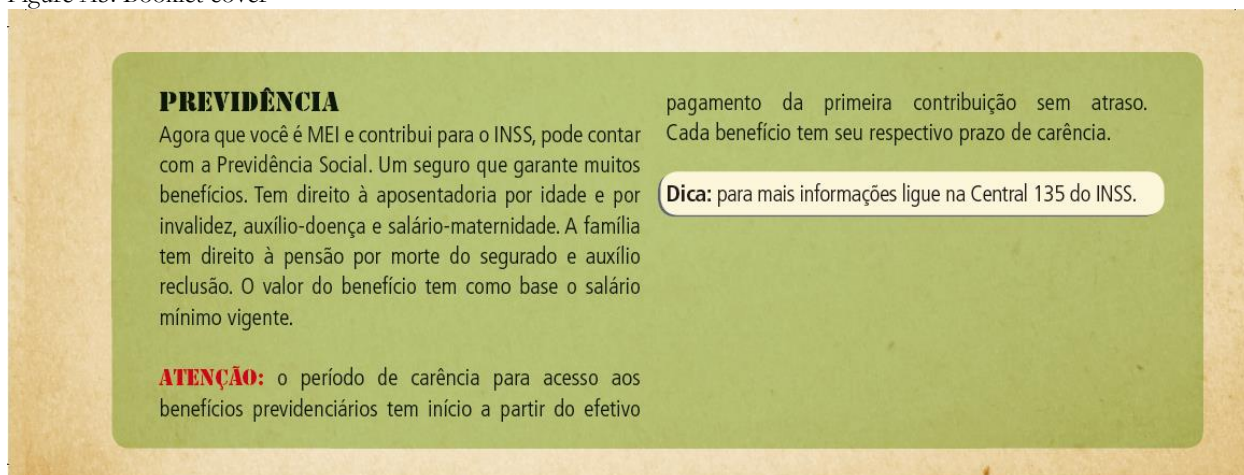 PREVIDÊNCIA
Agora que você é MEI e contribui para o INSS, pode contar
com a Previdência Social. Um seguro que garante muitos
benefícios. Tem direito à aposentadoria por idade e por
invalidez, auxílio-doença e salário-maternidade. A família
tem direito à pensão por morte do segurado e auxílio
reclusão. O valor do benefício tem como base o salário
mínimo vigente.
ATENÇÃO: o período de carência para acesso aos
benefícios previdenciários tem início a partir do efetivo
pagamento da primeira contribuição sem atraso.
Cada benefício tem seu respectivo prazo de carência.
Dica: para mais informações ligue na Central 135 do INSS.